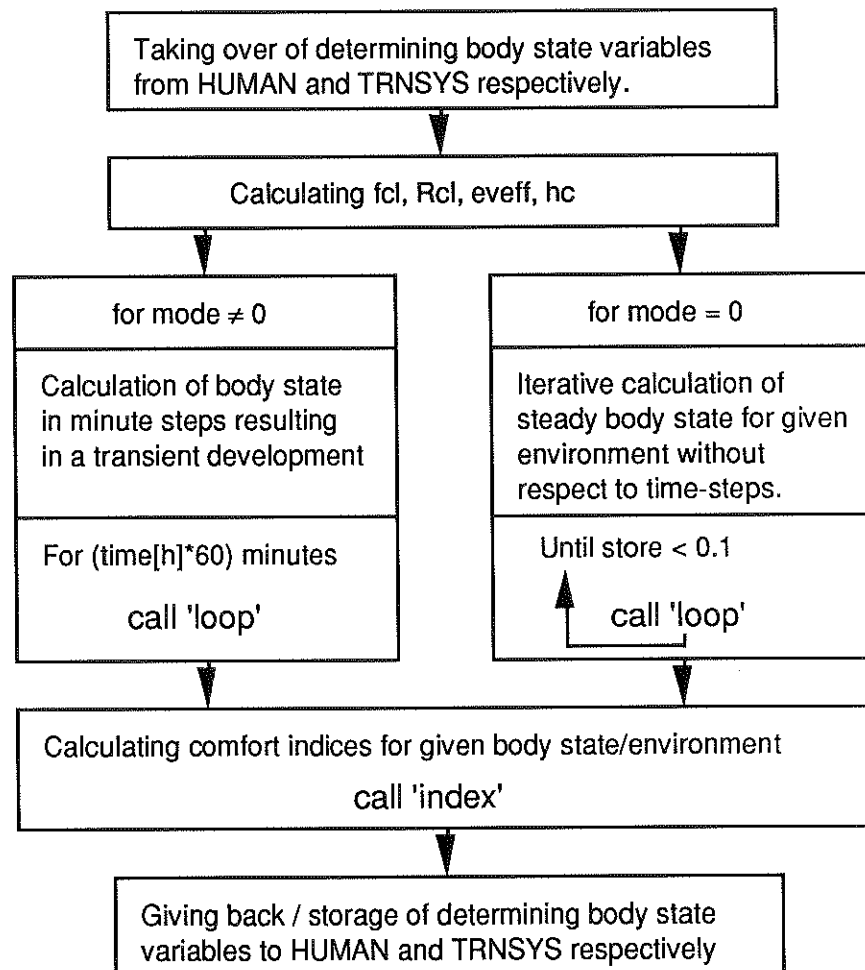 Taking over of determining body state variables
from HUMAN and TRNSYS respectively.
Calculating fcl, Rcl, eveff, hc
for mode ≠ 0
Calculation of body state
in minute steps resulting
in a transient development
For (time[h]*60) minutes
call 'loop'
for mode = 0
Iterative calculation of
steady body state for given
environment without
respect to time-steps.
Until store < 0.1
call 'loop'
Calculating comfort indices for given body state/environment
call 'index'
Giving back / storage of determining body state
variables to HUMAN and TRNSYS respectively